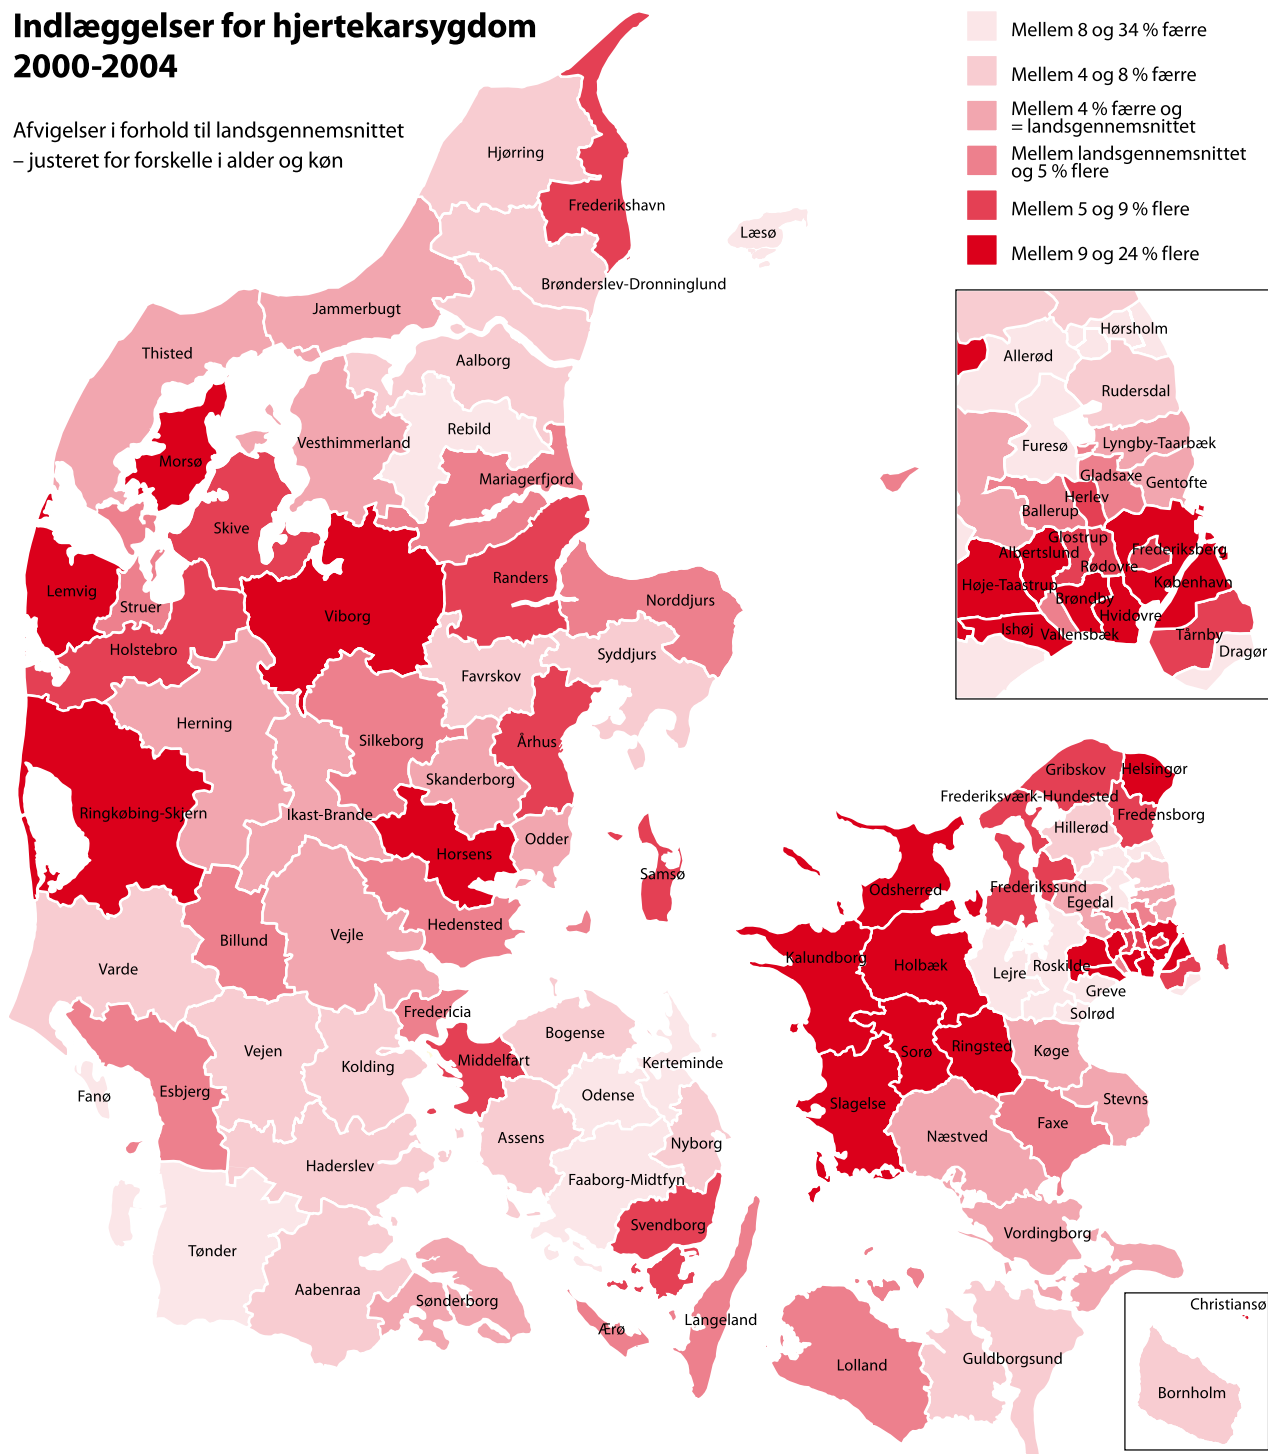 Indlæggelser for hjertekarsygdom
2000-2004
Afvigelser i forhold til landsgennemsnittet
– justeret for forskelle i alder og køn
Mellem 8 og 34 % færre
Mellem 4 og 8 % færre
Mellem 4 % færre og
= landsgennemsnittet
Mellem landsgennemsnittet
og 5 % flere
Mellem 5 og 9 % flere
Mellem 9 og 24 % flere
Hjørring
Frederikshavn
Læsø
Brønderslev-Dronninglund
Jammerbugt
Thisted
Aalborg
Rebild
Vesthimmerland
Morsø
Mariagerfjord
Skive
Randers
Lemvig
Struer
Viborg
Norddjurs
Holstebro
Syddjurs
Favrskov
Herning
Silkeborg
Århus
Skanderborg
Ringkøbing-Skjern
Ikast-Brande
Odder
Horsens
Samsø
Hedensted
Billund
Vejle
Varde
Fredericia
Bogense
Vejen
Kolding
Middelfart
Kerteminde
Fanø
Esbjerg
Odense
Assens
Nyborg
Haderslev
Faaborg-Midtfyn
Svendborg
Tønder
Aabenraa
Sønderborg
Ærø
Langeland
Hørsholm
Allerød
Rudersdal
Furesø
Lyngby-Taarbæk
Gladsaxe
Gentofte
Herlev
Ballerup
Glostrup
Albertslund
Frederiksberg
Rødovre
Høje-Taastrup
København
Brøndby
Hvidovre
Ishøj
Vallensbæk
Tårnby
Dragør
Gribskov
Helsingør
Frederiksværk-Hundested
Fredensborg
Hillerød
Odsherred
Frederikssund
Egedal
Kalundborg
Holbæk
Lejre
Roskilde
Greve
Solrød
Sorø
Ringsted
Køge
Slagelse
Stevns
Næstved
Faxe
Vordingborg
Lolland
Guldborgsund
Christiansø
Bornholm